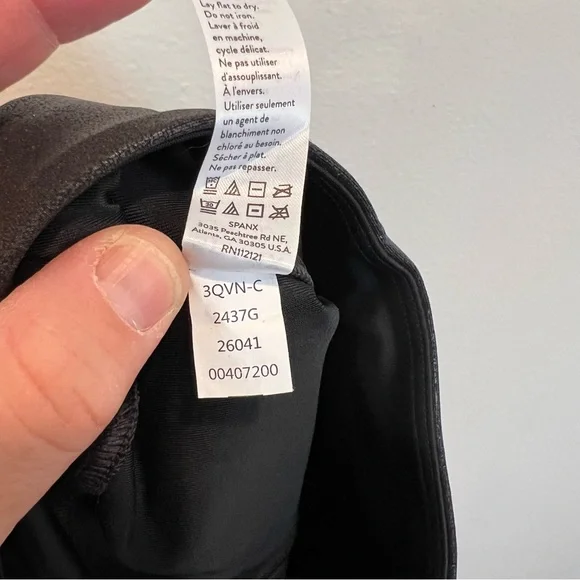 Lay flat to dry.
Do not iron.
Laver à froid
en machine,
cycle délicat.
Ne pas utiliser
d'assouplissant.
À l'envers.
Utiliser seulement
un agent de
blanchiment non
chloré au besoin.
Sécher à plat.
Ne pas repasser.
SPANX
3035 Peachtree Rd NE,
Atlanta, GA 30305 U.S.A.
RN112121
3QVN-C
2437G
26041
00407200